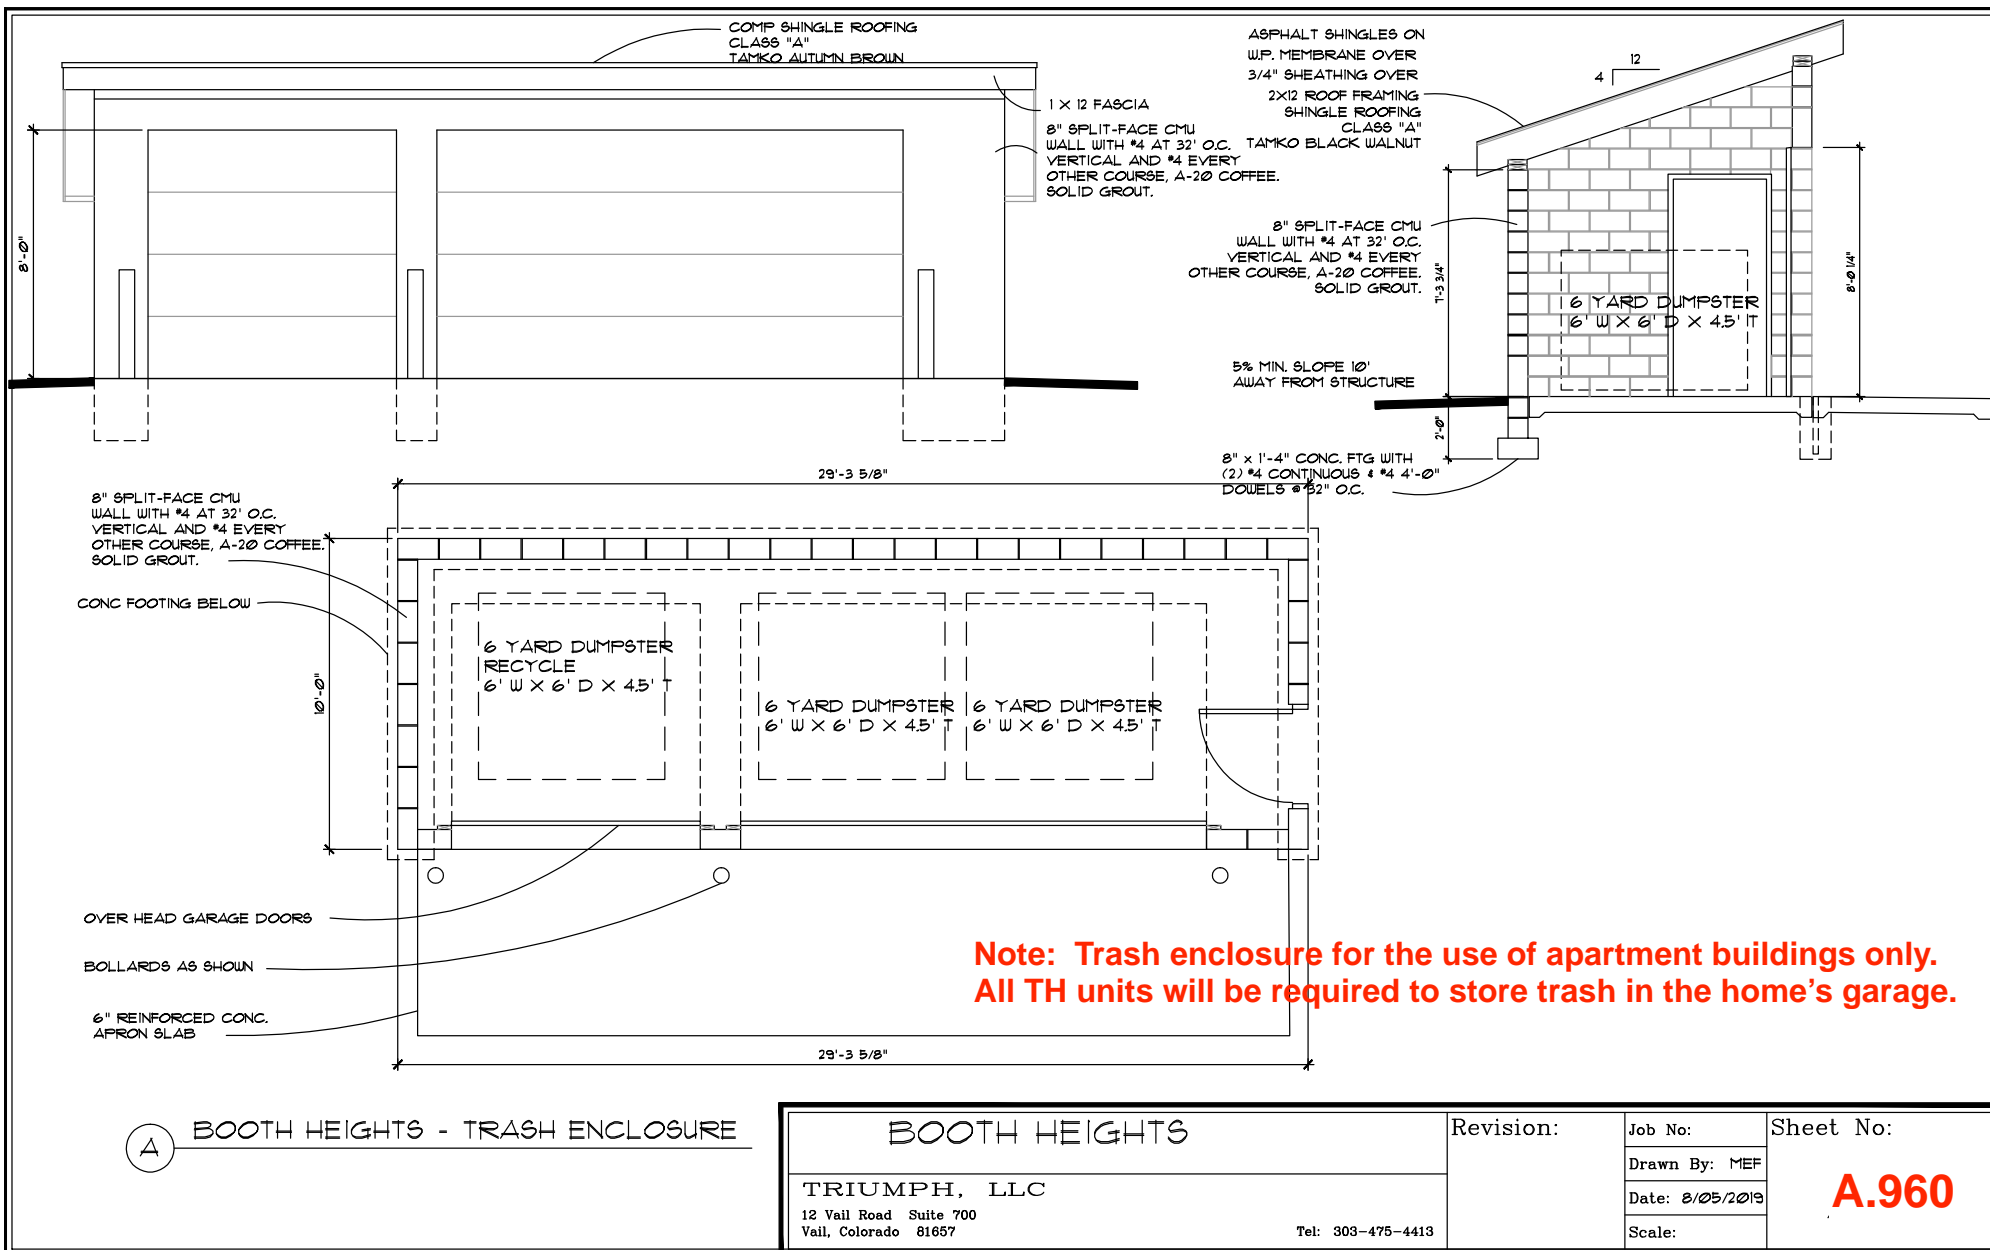 COMP SHINGLE ROOFING
CLASS "A"
TAMKO AUTUMN BROWN
1 X 12 FASCIA
8" SPLIT-FACE CMU
WALL WITH #4 AT 32' O.C.
VERTICAL AND #4 EVERY
OTHER COURSE, A-20 COFFEE.
SOLID GROUT.
8'-0"
ASPHALT SHINGLES ON
W.P. MEMBRANE OVER
3/4" SHEATHING OVER
2X12 ROOF FRAMING
SHINGLE ROOFING
CLASS "A"
TAMKO BLACK WALNUT
12
4
8" SPLIT-FACE CMU
WALL WITH #4 AT 32' O.C.
VERTICAL AND #4 EVERY
OTHER COURSE, A-20 COFFEE.
SOLID GROUT.
7'-3 3/4"
8'-0 1/4"
6 YARD DUMPSTER
6' W X 6' D X 4.5' T
5% MIN. SLOPE 10'
AWAY FROM STRUCTURE
2'-0"
8" x 1'-4" CONC. FTG WITH
(2) #4 CONTINUOUS & #4 4'-0"
DOWELS @ 32" O.C.
29'-3 5/8"
8" SPLIT-FACE CMU
WALL WITH #4 AT 32' O.C.
VERTICAL AND #4 EVERY
OTHER COURSE, A-20 COFFEE.
SOLID GROUT.
CONC FOOTING BELOW
10'-0"
6 YARD DUMPSTER
RECYCLE
6' W X 6' D X 4.5' T
6 YARD DUMPSTER
6' W X 6' D X 4.5' T
6 YARD DUMPSTER
6' W X 6' D X 4.5' T
OVER HEAD GARAGE DOORS
BOLLARDS AS SHOWN
6" REINFORCED CONC.
APRON SLAB
Note: Trash enclosure for the use of apartment buildings only.
All TH units will be required to store trash in the home's garage.
29'-3 5/8"
A
BOOTH HEIGHTS - TRASH ENCLOSURE
BOOTH HEIGHTS
TRIUMPH, LLC
12 Vail Road Suite 700
Vail, Colorado 81657
Tel: 303-475-4413
Revision:
Job No:
Drawn By: MEF
Date: 8/05/2019
Scale:
Sheet No:
A.960